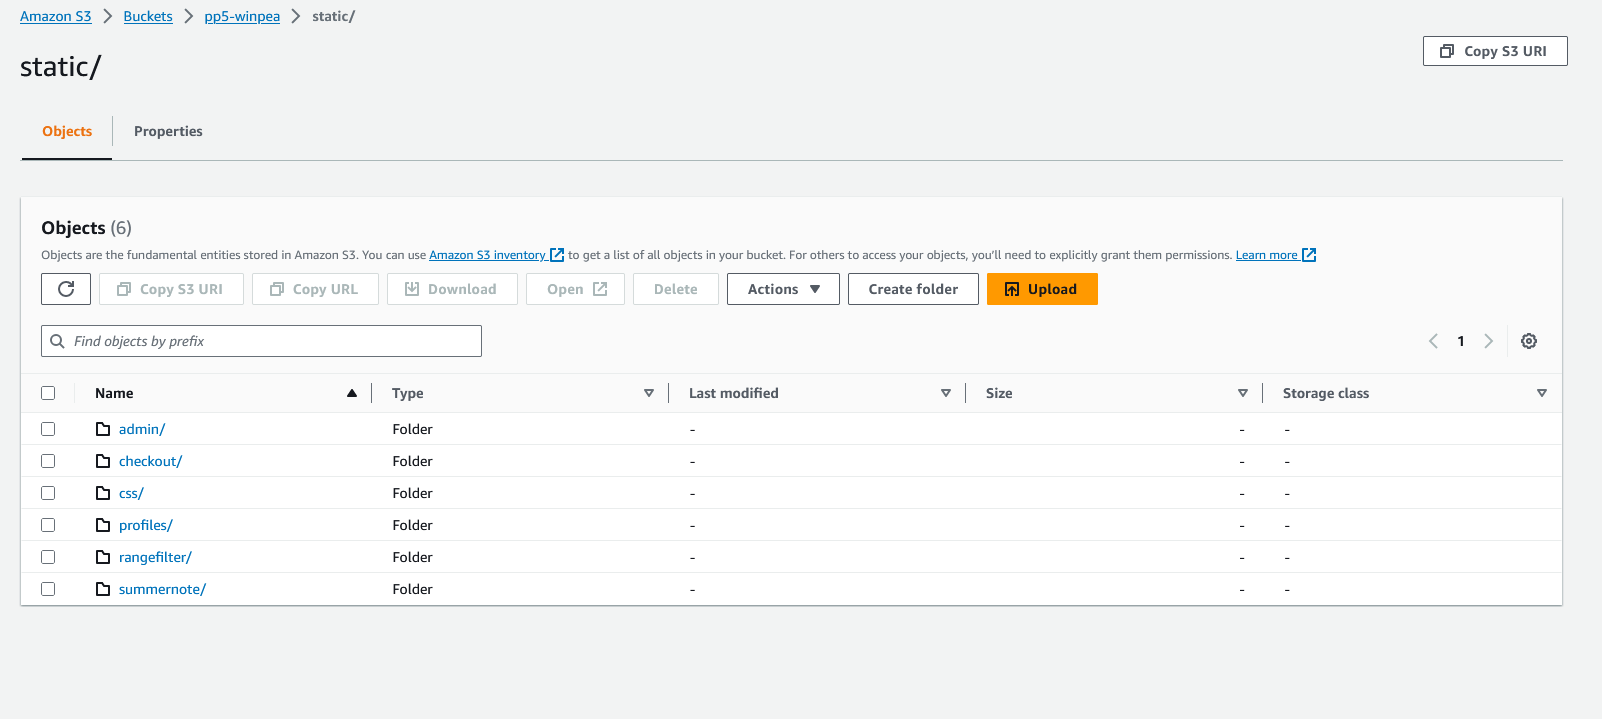 Amazon S3 > Buckets > pp5-winpea > static/
static/
Copy S3 URI
Objects Properties
Objects (6)
Objects are the fundamental entities stored in Amazon S3. You can use Amazon S3 inventory to get a list of all objects in your bucket. For others to access your objects, you'll need to explicitly grant them permissions. Learn more
Copy S3 URI Copy URL Download Open Delete Actions Create folder Upload
Find objects by prefix
1
Name Type Last modified Size Storage class
admin/ Folder - - -
checkout/ Folder - - -
css/ Folder - - -
profiles/ Folder - - -
rangefilter/ Folder - - -
summernote/ Folder - - -